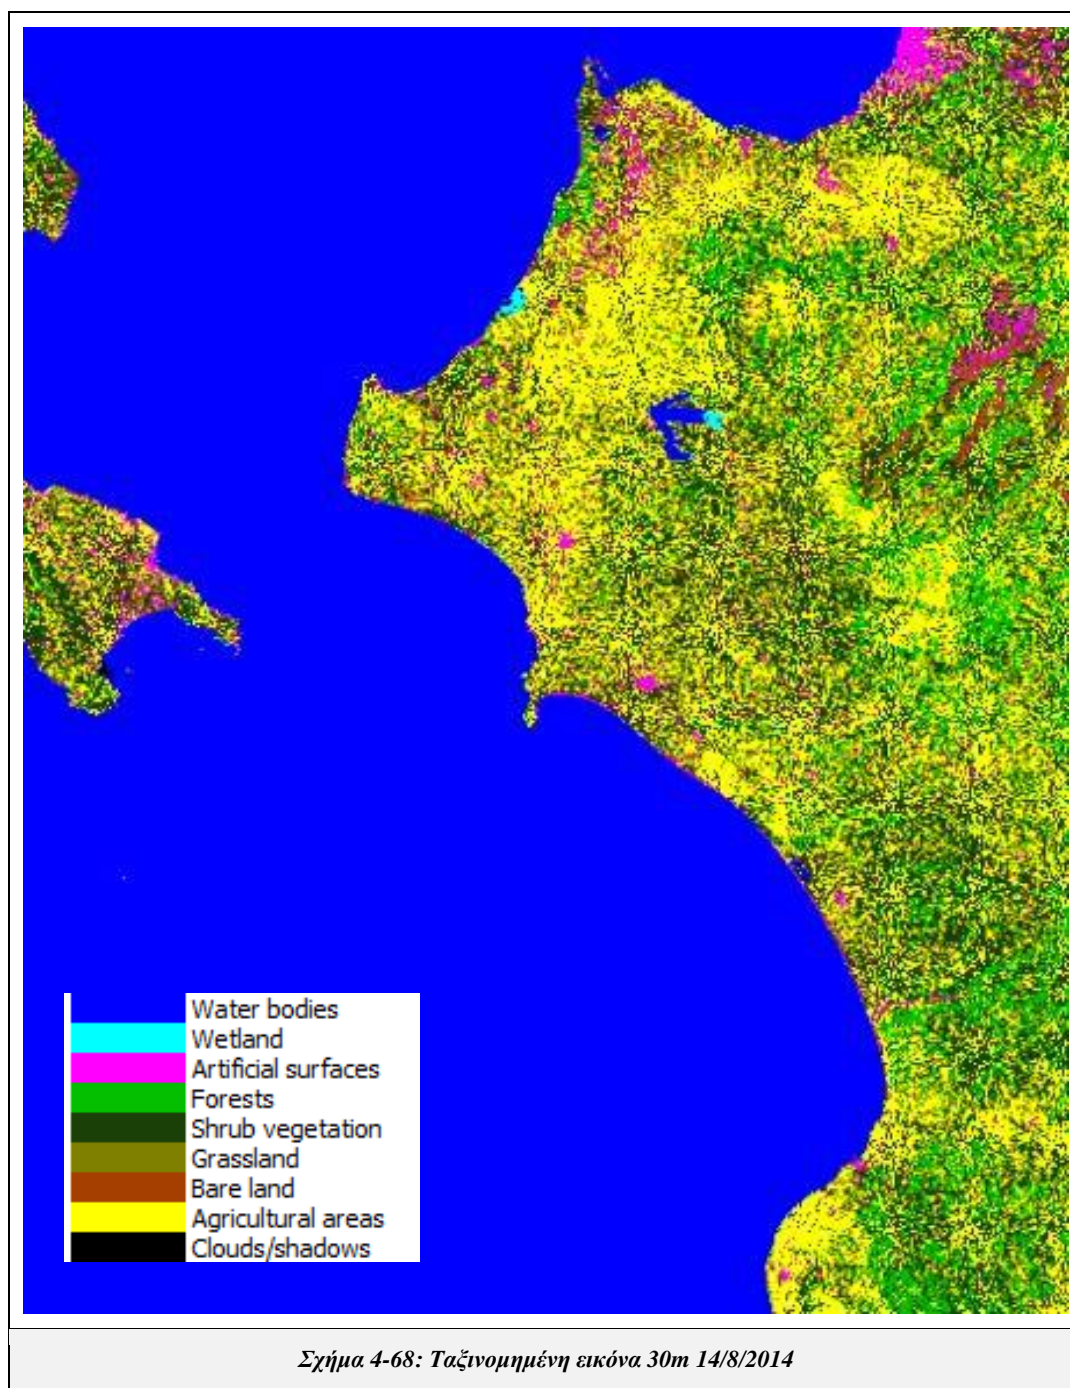 Water bodies
Wetland
Artificial surfaces
Forests
Shrub vegetation
Grassland
Bare land
Agricultural areas
Clouds/shadows
Σχήμα 4-68: Ταξινομημένη εικόνα 30m 14/8/2014